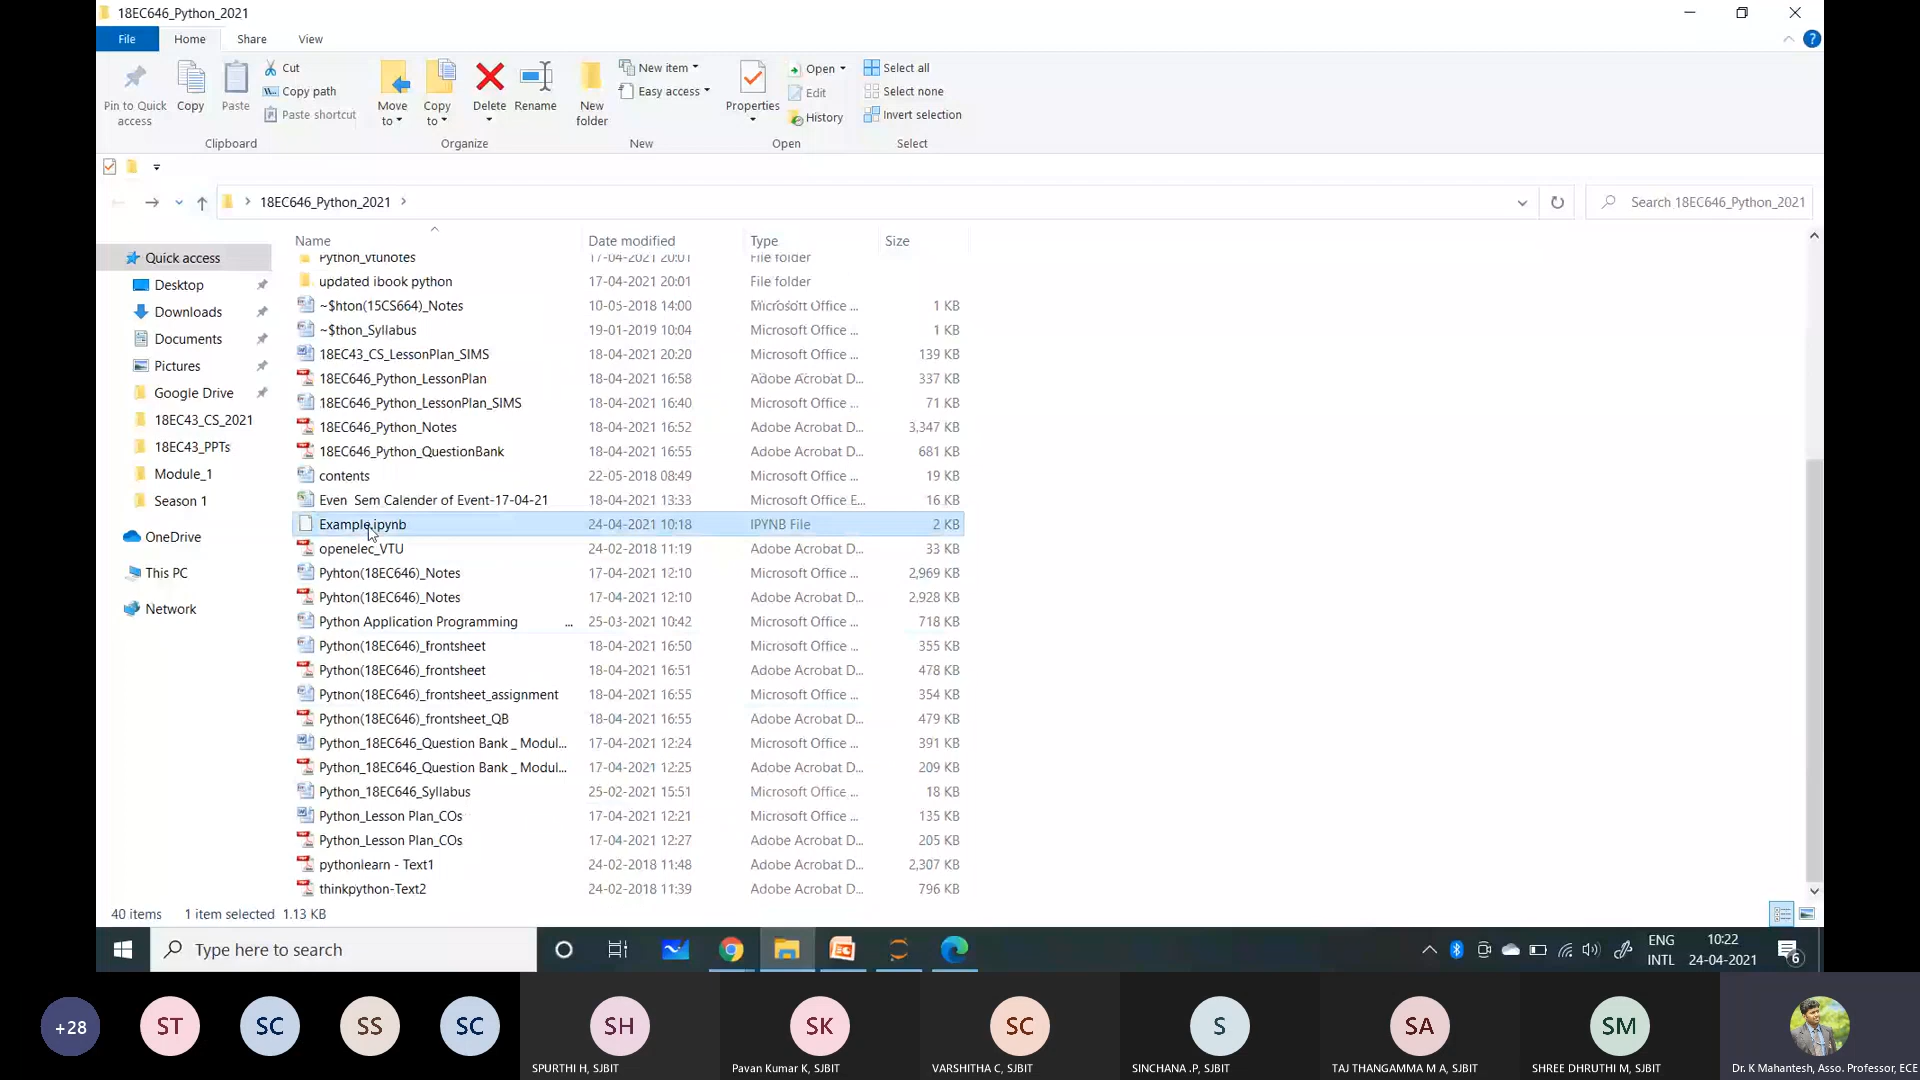 18EC646_Python_2021
File Home Share View
Pin to Quick access
Copy
Paste
Cut
Copy path
Paste shortcut
Clipboard
Move to
Copy to
Delete
Rename
Organize
New folder
New item
Easy access
New
Properties
Open
Edit
History
Open
Select all
Select none
Invert selection
Select
18EC646_Python_2021
Search 18EC646_Python_2021
Quick access
Desktop
Downloads
Documents
Pictures
Google Drive
18EC43_CS_2021
18EC43_PPTs
Module_1
Season 1
OneDrive
This PC
Network
Name Date modified Type Size
Python_vtunotes 17-04-2021 20:01 File folder
updated ibook python 17-04-2021 20:01 File folder
~$hton(15CS664)_Notes 10-05-2018 14:00 Microsoft Office ... 1 KB
~$thon_Syllabus 19-01-2019 10:04 Microsoft Office ... 1 KB
18EC43_CS_LessonPlan_SIMS 18-04-2021 20:20 Microsoft Office ... 139 KB
18EC646_Python_LessonPlan 18-04-2021 16:58 Adobe Acrobat D... 337 KB
18EC646_Python_LessonPlan_SIMS 18-04-2021 16:40 Microsoft Office ... 71 KB
18EC646_Python_Notes 18-04-2021 16:52 Adobe Acrobat D... 3,347 KB
18EC646_Python_QuestionBank 18-04-2021 16:55 Adobe Acrobat D... 681 KB
contents 22-05-2018 08:49 Microsoft Office ... 19 KB
Even Sem Calender of Event-17-04-21 18-04-2021 13:33 Microsoft Office E... 16 KB
Example.ipynb 24-04-2021 10:18 IPYNB File 2 KB
openelec_VTU 24-02-2018 11:19 Adobe Acrobat D... 33 KB
Pyhton(18EC646)_Notes 17-04-2021 12:10 Microsoft Office ... 2,969 KB
Pyhton(18EC646)_Notes 17-04-2021 12:10 Adobe Acrobat D... 2,928 KB
Python Application Programming ... 25-03-2021 10:42 Microsoft Office ... 718 KB
Python(18EC646)_frontsheet 18-04-2021 16:50 Microsoft Office ... 355 KB
Python(18EC646)_frontsheet 18-04-2021 16:51 Adobe Acrobat D... 478 KB
Python(18EC646)_frontsheet_assignment 18-04-2021 16:55 Microsoft Office ... 354 KB
Python(18EC646)_frontsheet_QB 18-04-2021 16:55 Adobe Acrobat D... 479 KB
Python_18EC646_Question Bank _ Modul... 17-04-2021 12:24 Microsoft Office ... 391 KB
Python_18EC646_Question Bank _ Modul... 17-04-2021 12:25 Adobe Acrobat D... 209 KB
Python_18EC646_Syllabus 25-02-2021 15:51 Microsoft Office ... 18 KB
Python_Lesson Plan_COs 17-04-2021 12:21 Microsoft Office ... 135 KB
Python_Lesson Plan_COs 17-04-2021 12:27 Adobe Acrobat D... 205 KB
pythonlearn - Text1 24-02-2018 11:48 Adobe Acrobat D... 2,307 KB
thinkpython-Text2 24-02-2018 11:39 Adobe Acrobat D... 796 KB
40 items 1 item selected 1.13 KB
Type here to search
ENG
INTL
10:22
24-04-2021
6
+28 ST SC SS SC SH SK SC S SA SM
SPURTHI H, SJBIT
Pavan Kumar K, SJBIT
VARSHITHA C, SJBIT
SINCHANA .P, SJBIT
TAJ THANGAMMA M A, SJBIT
SHREE DHRUTHI M, SJBIT
Dr. K Mahantesh, Asso. Professor, ECE